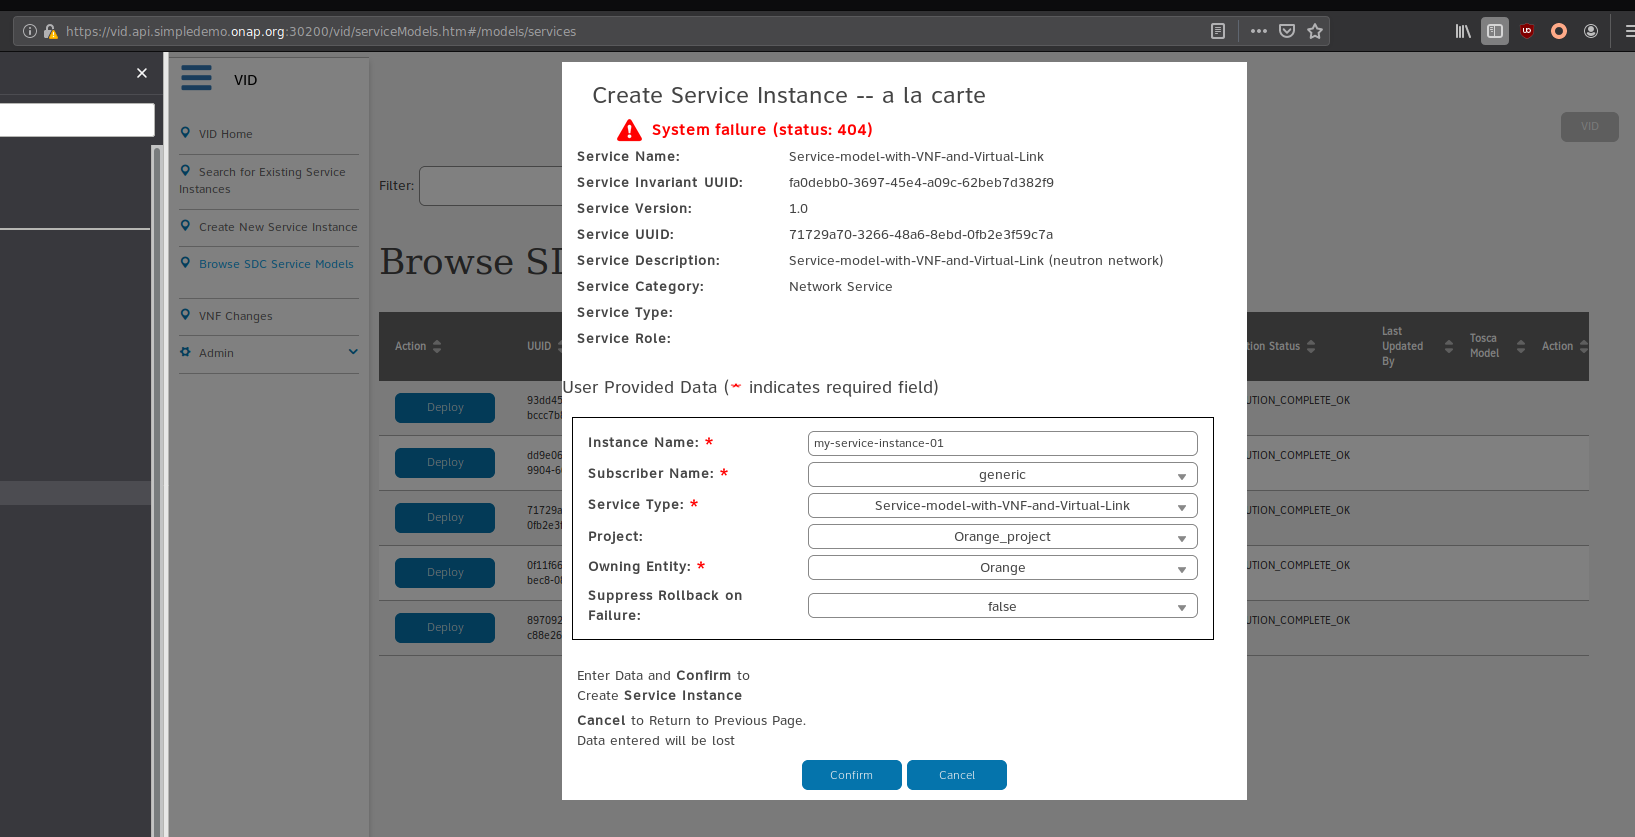 https://vid.api.simpledemo.onap.org:30200/vid/serviceModels.htm#/models/services
VID
VID Home
Search for Existing Service
Instances
Create New Service Instance
Browse SDC Service Models
VNF Changes
Admin
VID
Filter:
Browse SD
Action
UUID
tion Status
Last
Updated
By
Tosca
Model
Action
Deploy
93dd45
bccc7b
UTION_COMPLETE_OK
Deploy
dd9e06
9904-6
UTION_COMPLETE_OK
Deploy
71729a
0fb2e3f
UTION_COMPLETE_OK
Deploy
0f11f66
bec8-0
UTION_COMPLETE_OK
Deploy
897092
c88e26
UTION_COMPLETE_OK
Create Service Instance -- a la carte
System failure (status: 404)
Service Name: Service-model-with-VNF-and-Virtual-Link
Service Invariant UUID: fa0debb0-3697-45e4-a09c-62beb7d382f9
Service Version: 1.0
Service UUID: 71729a70-3266-48a6-8ebd-0fb2e3f59c7a
Service Description: Service-model-with-VNF-and-Virtual-Link (neutron network)
Service Category: Network Service
Service Type:
Service Role:
User Provided Data (* indicates required field)
Instance Name: * my-service-instance-01
Subscriber Name: * generic
Service Type: * Service-model-with-VNF-and-Virtual-Link
Project: Orange_project
Owning Entity: * Orange
Suppress Rollback on
Failure: false
Enter Data and Confirm to
Create Service Instance
Cancel to Return to Previous Page.
Data entered will be lost
Confirm Cancel